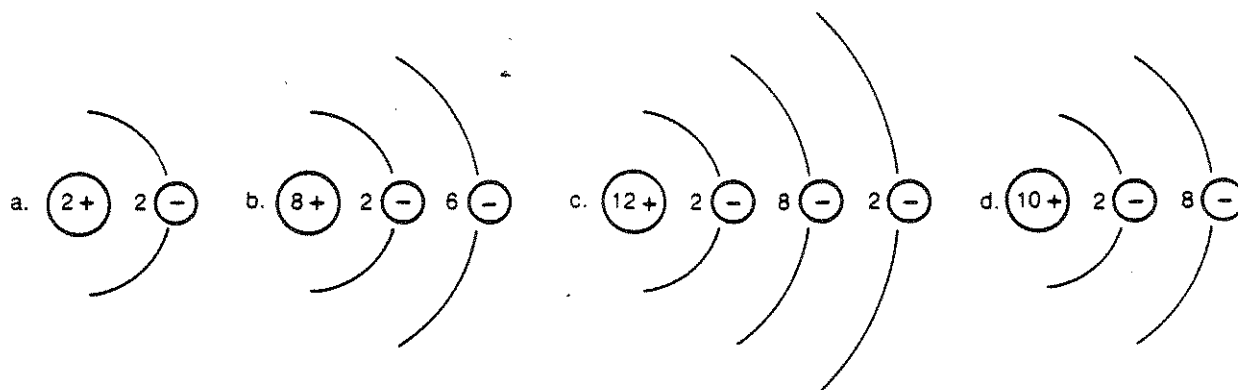 a. 2+ 2 − b. 8+ 2 − 6 − c. 12+ 2 − 8 − 2 − d. 10+ 2 − 8 −